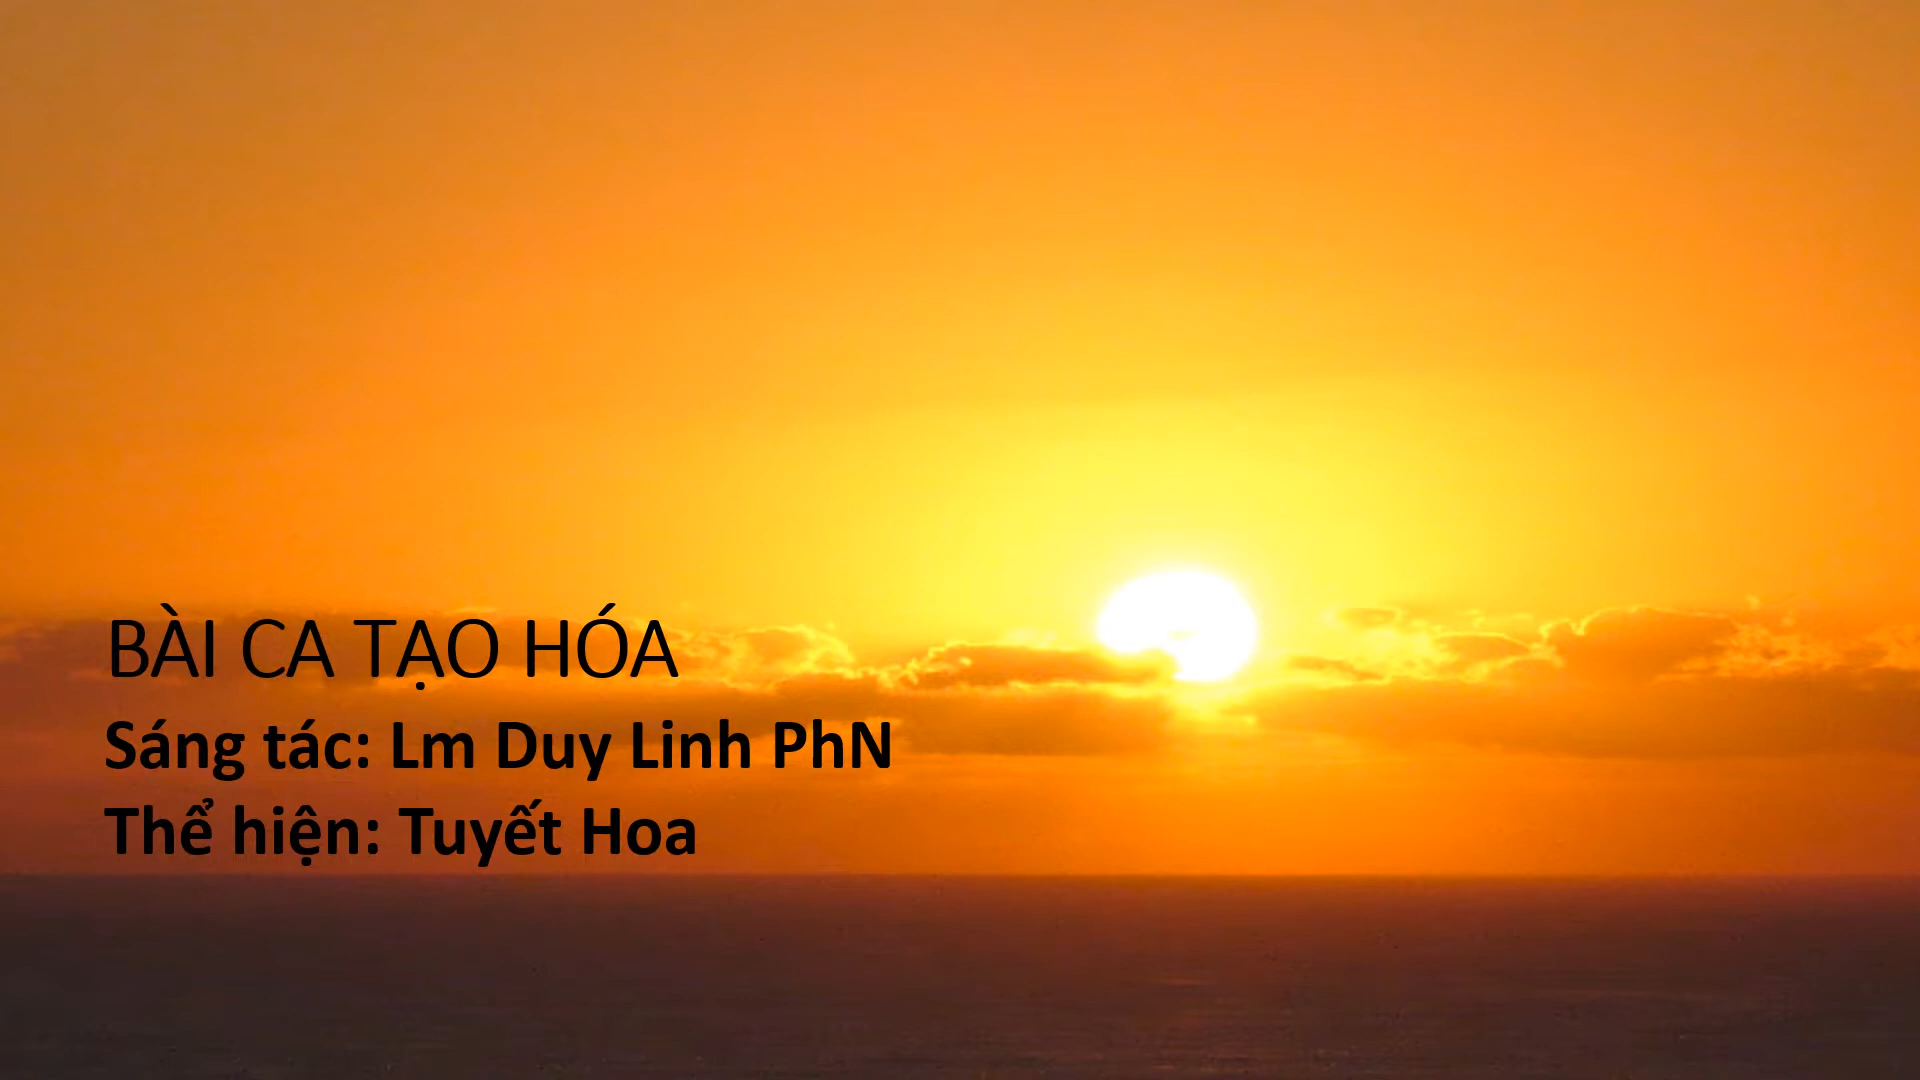 BÀI CA TẠO HÓA
Sáng tác: Lm Duy Linh PhN
Thể hiện: Tuyết Hoa